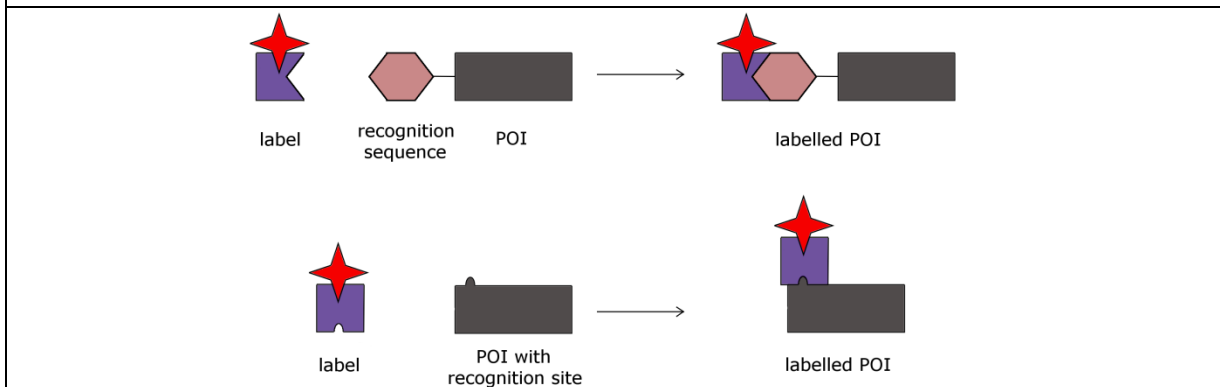 label
recognition
sequence
POI
labelled POI
label
POI with
recognition site
labelled POI